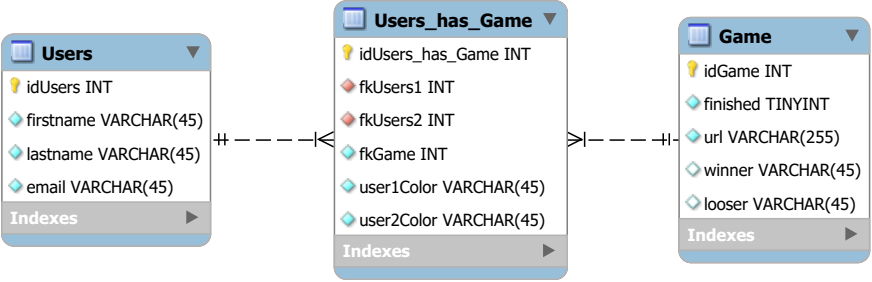 Users
idUsers INT
firstname VARCHAR(45)
lastname VARCHAR(45)
email VARCHAR(45)
Indexes
Users_has_Game
idUsers_has_Game INT
fkUsers1 INT
fkUsers2 INT
fkGame INT
user1Color VARCHAR(45)
user2Color VARCHAR(45)
Indexes
Game
idGame INT
finished TINYINT
url VARCHAR(255)
winner VARCHAR(45)
looser VARCHAR(45)
Indexes